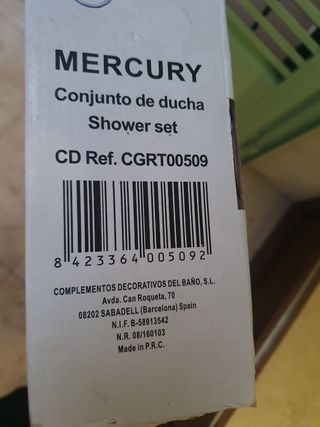 MERCURY
Conjunto de ducha
Shower set
CD Ref. CGRT00509
8 423364 005092
COMPLEMENTOS DECORATIVOS DEL BAÑO, S.L.
Avda. Can Roqueta, 70
08202 SABADELL (Barcelona) Spain
N.I.F. B-58913542
N.R. 08/160103
Made in P.R.C.